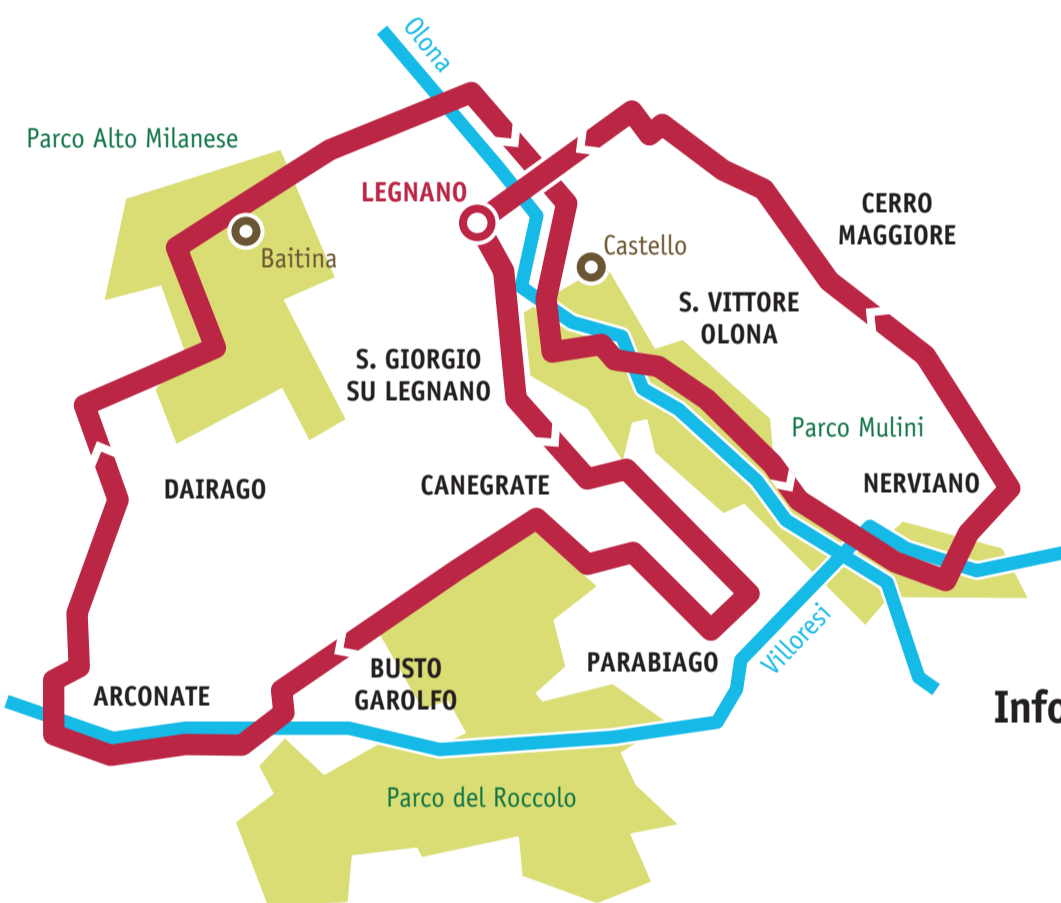 Olona
Parco Alto Milanese
LEGNANO
CERRO
MAGGIORE
Baitina
Castello
S. VITTORE
OLONA
S. GIORGIO
SU LEGNANO
Parco Mulini
DAIRAGO
CANEGRATE
NERVIANO
Villoresi
ARCONATE
BUSTO
GAROLFO
PARABIAGO
Info
Parco del Roccolo